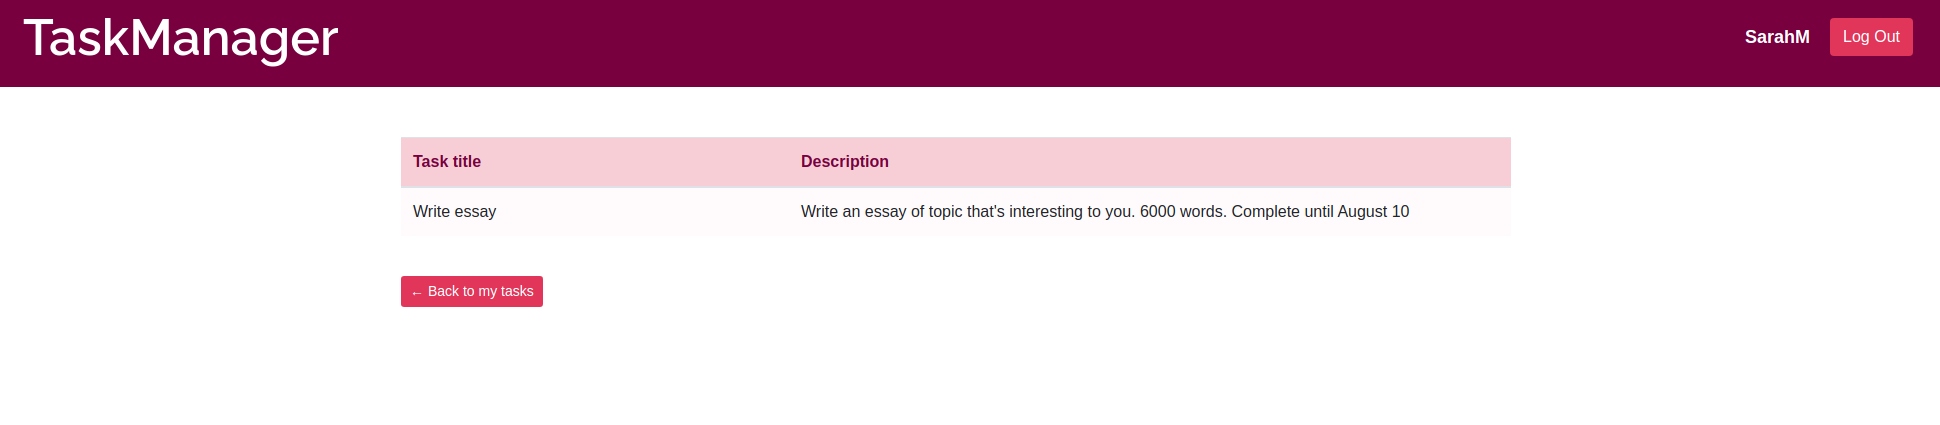 TaskManager
SarahM
Log Out
Task title
Description
Write essay
Write an essay of topic that's interesting to you. 6000 words. Complete until August 10
← Back to my tasks